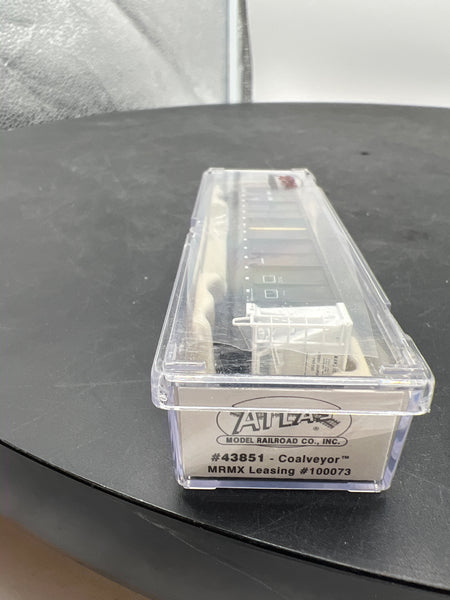 ATLAS
MODEL RAILROAD CO., INC.
#43851 - Coalveyor™
MRMX Leasing #100073